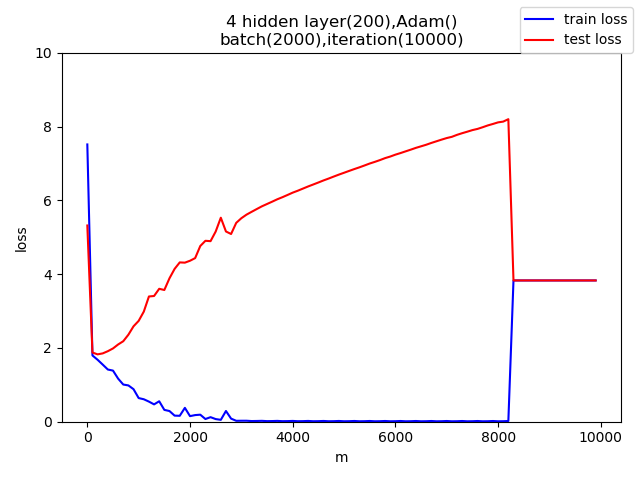 4 hidden layer(200),Adam()
batch(2000),iteration(10000)
train loss
test loss
10
8
6
4
2
0
loss
0
2000
4000
6000
8000
10000
m